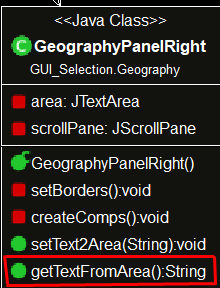 <<Java Class>>
C GeographyPanelRight
GUI_Selection.Geography
area: JTextArea
scrollPane: JScrollPane
GeographyPanelRight()
setBorders():void
createComps():void
setText2Area(String):void
getTextFromArea():String